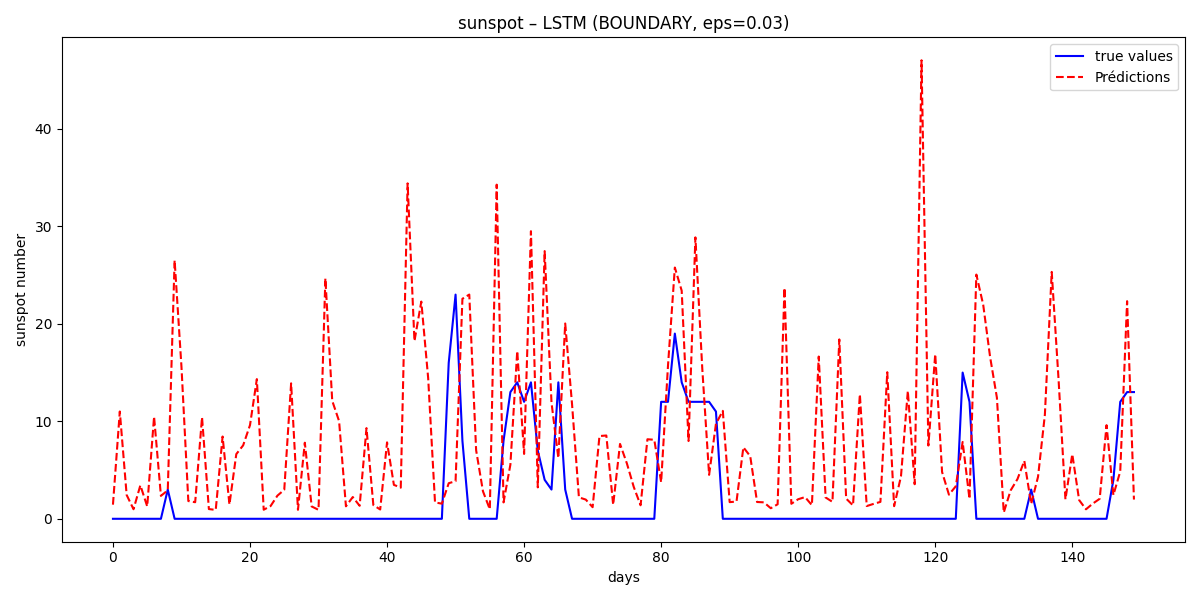 sunspot – LSTM (BOUNDARY, eps=0.03)
true values
Prédictions
sunspot number
40
30
20
10
0
0 20 40 60 80 100 120 140
days